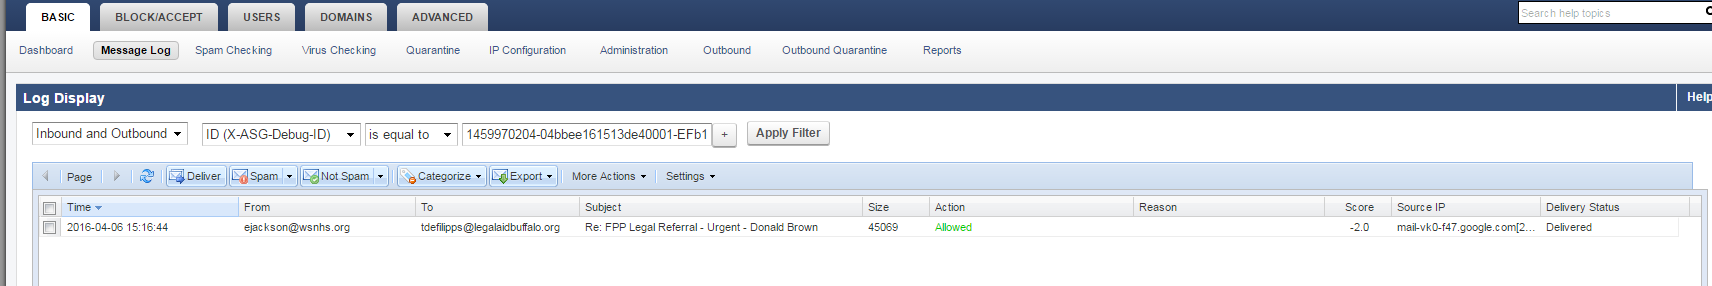 BASIC BLOCK/ACCEPT USERS DOMAINS ADVANCED Search help topics
Dashboard Message Log Spam Checking Virus Checking Quarantine IP Configuration Administration Outbound Outbound Quarantine Reports
Log Display Help
Inbound and Outbound ID (X-ASG-Debug-ID) is equal to 1459970204-04bbee161513de40001-EFb1 + Apply Filter
Page Deliver Spam Not Spam Categorize Export More Actions Settings
Time From To Subject Size Action Reason Score Source IP Delivery Status
2016-04-06 15:16:44 ejackson@wsnhs.org tdefilipps@legalaidbuffalo.org Re: FPP Legal Referral - Urgent - Donald Brown 45069 Allowed -2.0 mail-vk0-f47.google.com[2... Delivered